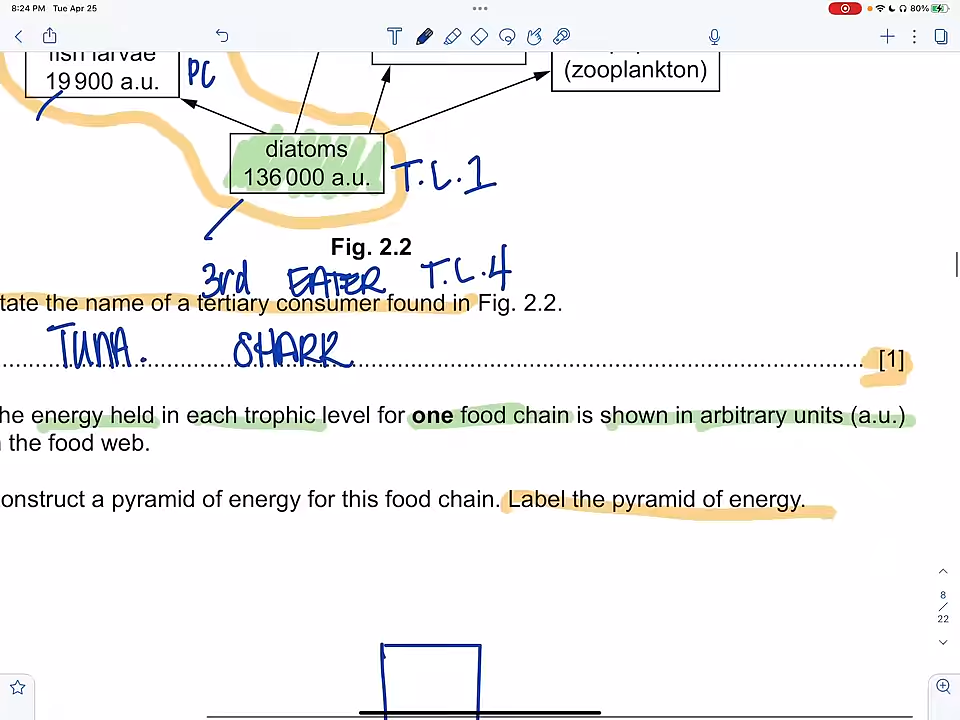 8:24 PM Tue Apr 25
80%
fish larvae
19 900 a.u.
PC
(zooplankton)
diatoms
136 000 a.u.
T.L.1
Fig. 2.2
3rd EATER T.L.4
tate the name of a tertiary consumer found in Fig. 2.2.
TUNA. SHARK
[1]
he energy held in each trophic level for one food chain is shown in arbitrary units (a.u.)
the food web.
onstruct a pyramid of energy for this food chain. Label the pyramid of energy.
8
/
22